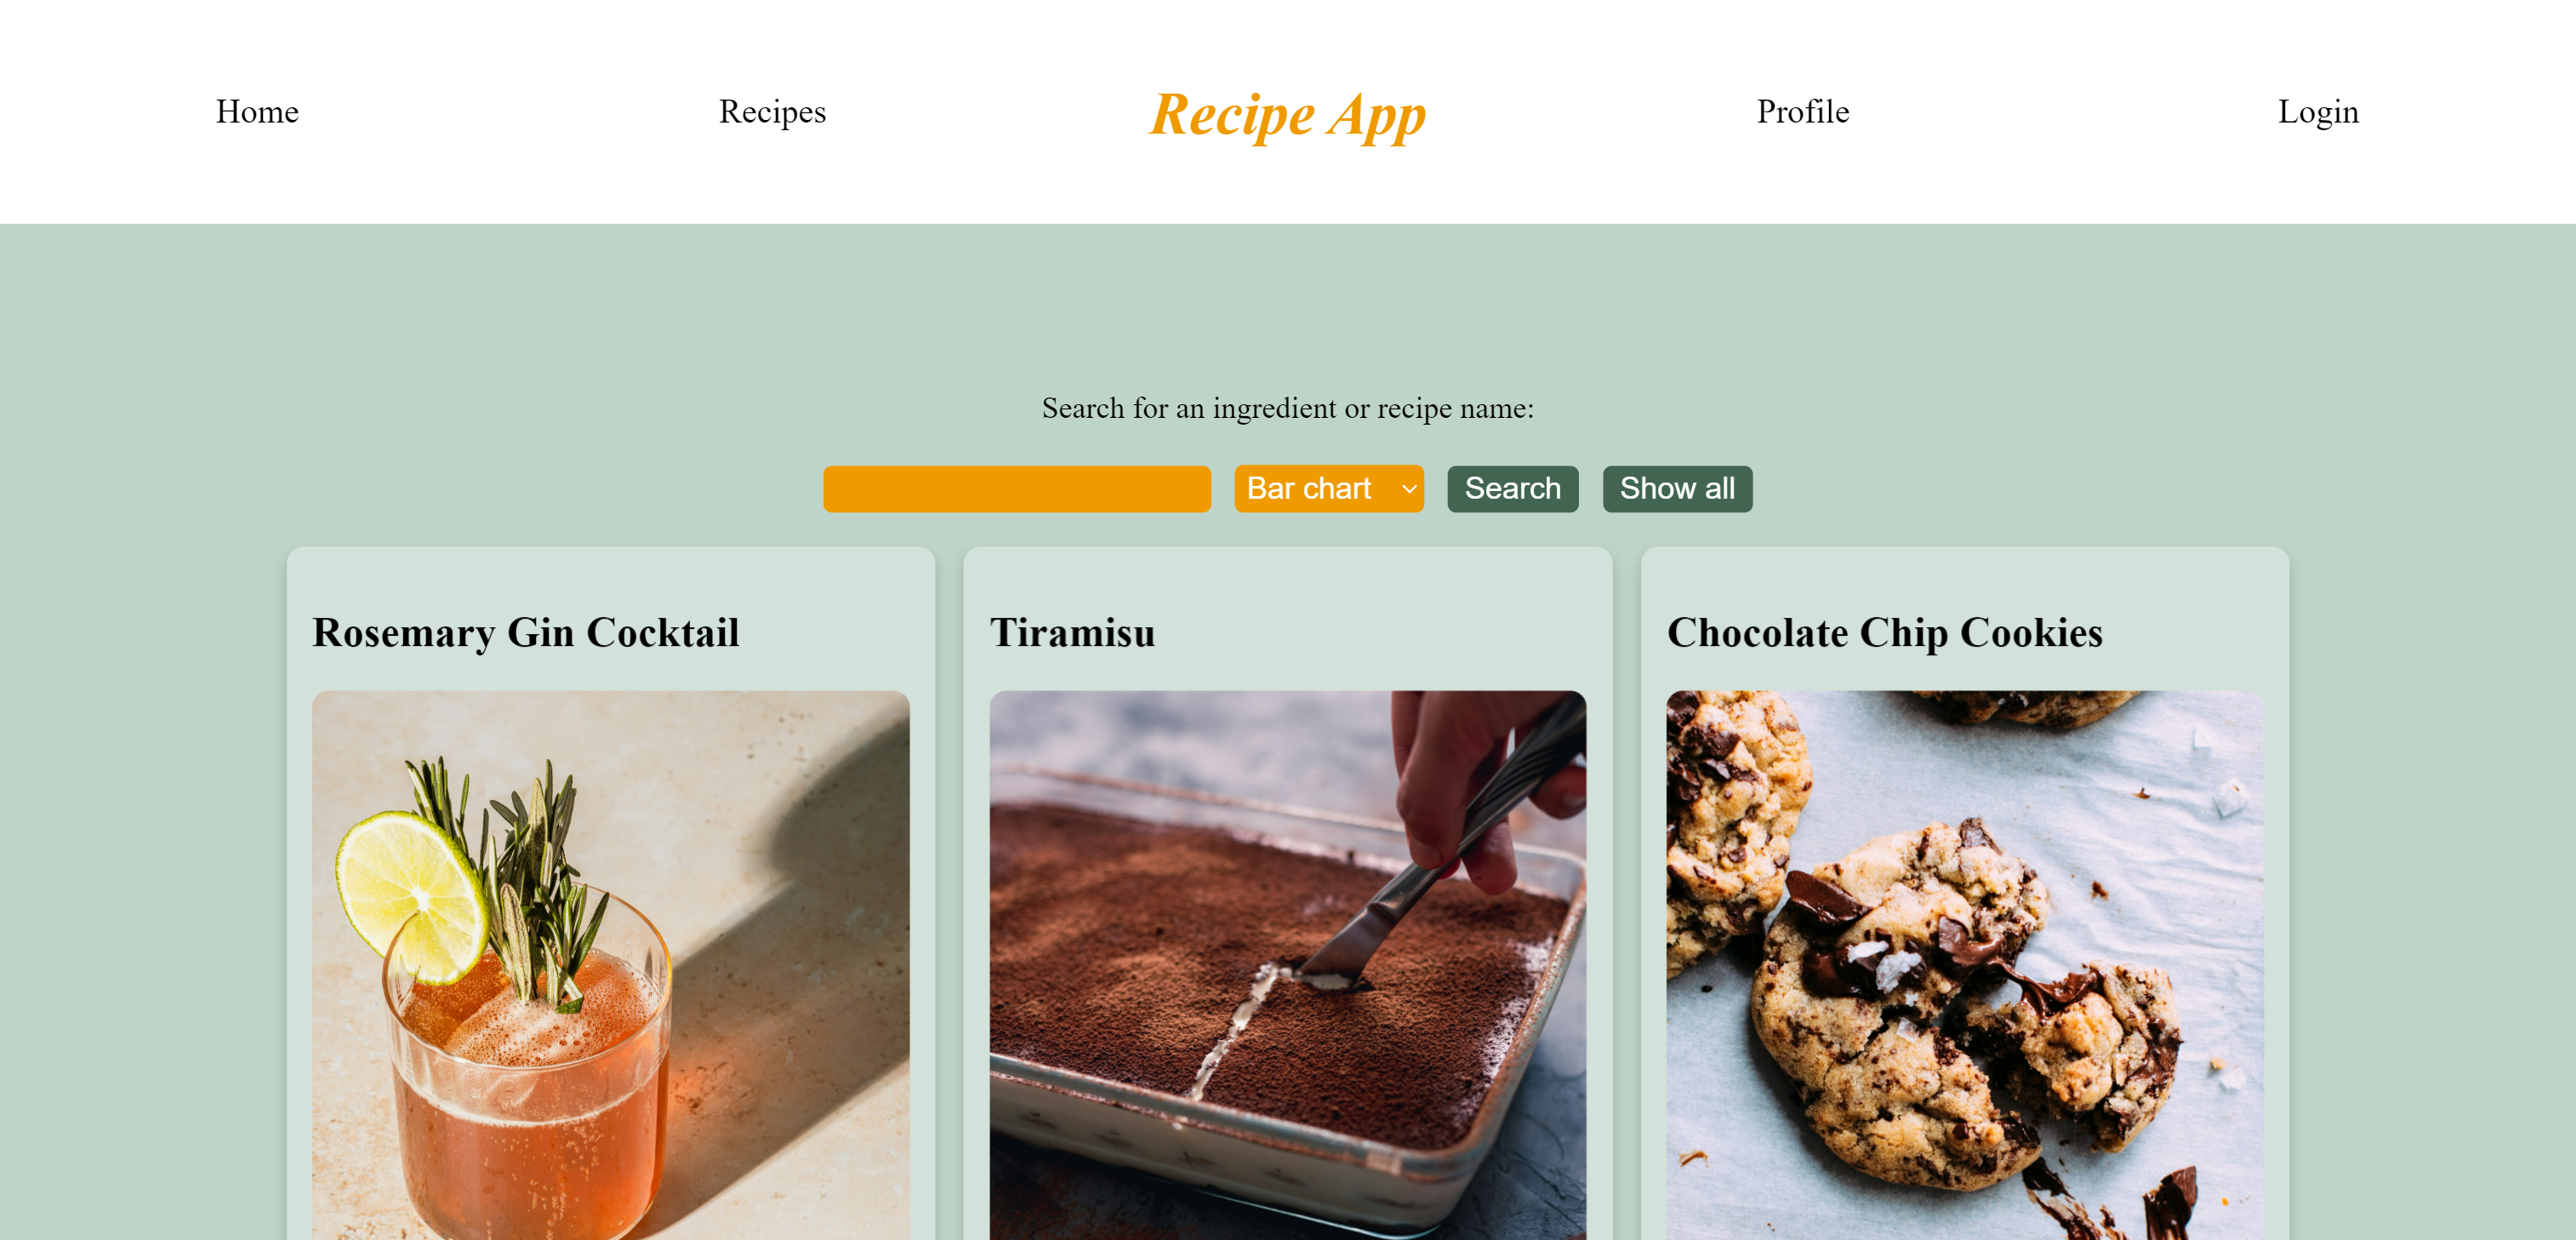 Home Recipes Recipe App Profile Login
Search for an ingredient or recipe name:
Bar chart Search Show all
Rosemary Gin Cocktail
Tiramisu
Chocolate Chip Cookies